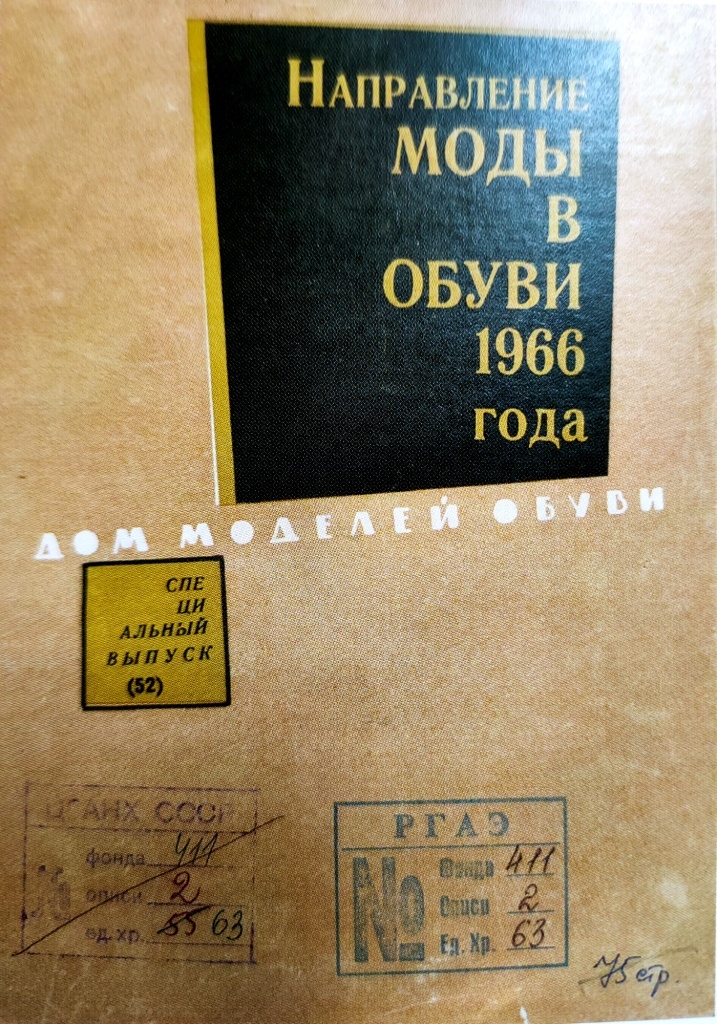 Направление
МОДЫ
В
ОБУВИ
1966
года
ДОМ МОДЕЛЕЙ ОБУВИ
СПЕ
ЦИ
АЛЬНЫЙ
ВЫПУСК
(52)
ЦГАНХ СССР
№
фонда 411
описи 2
ед. хр. 55 63
РГАЭ
№
Фонда 411
Описи 2
Ед. Хр. 63
75 стр.